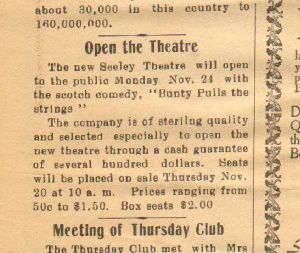 about 30,000 in this country to
160,000,000.
Open the Theatre
The new Seeley Theatre will open
to the public Monday Nov. 24 with
the scotch comedy, "Bunty Pulls the
strings "
The company is of sterilng quality
and selected especially to open the
new theatre through a cash guarantee
of several hundred dollars. Seats
will be placed on sale Thursday Nov.
20 at 10 a. m. Prices ranging from
50c to $1.50. Box seats $2.00
Meeting of Thursday Club
The Thursday Club met with Mrs